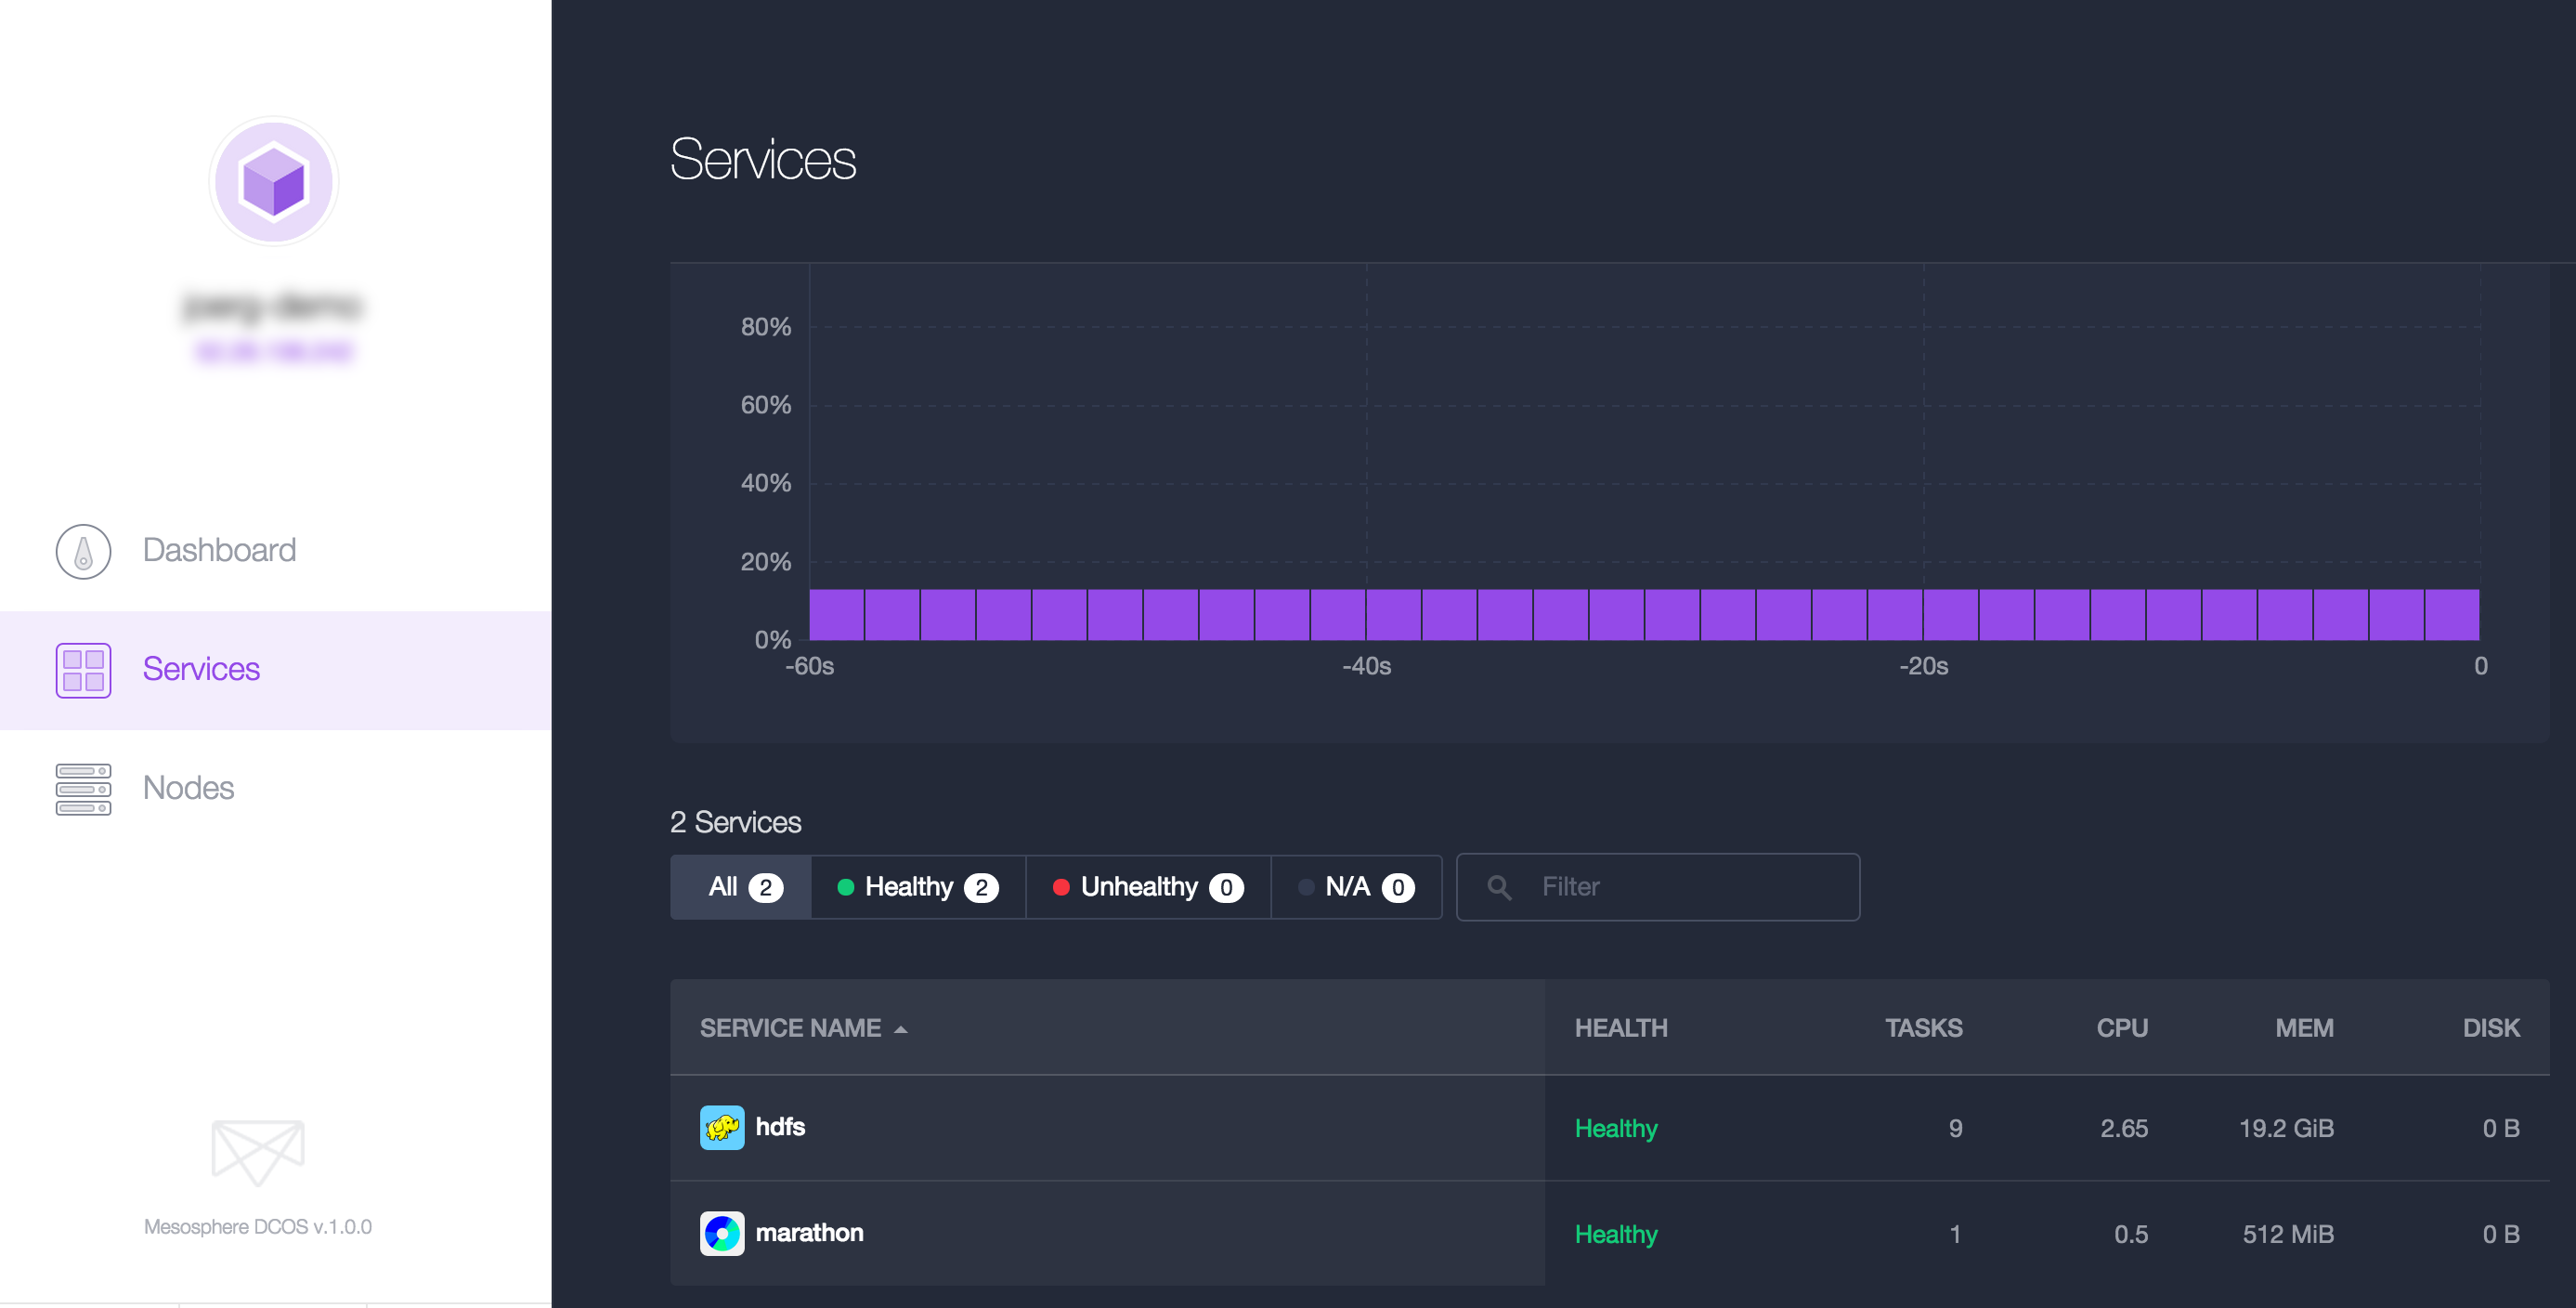 Dashboard
Services
Nodes
Mesosphere DCOS v.1.0.0
Services
80%
60%
40%
20%
0%
-60s -40s -20s 0
2 Services
All 2 Healthy 2 Unhealthy 0 N/A 0 Filter
SERVICE NAME HEALTH TASKS CPU MEM DISK
hdfs Healthy 9 2.65 19.2 GiB 0 B
marathon Healthy 1 0.5 512 MiB 0 B